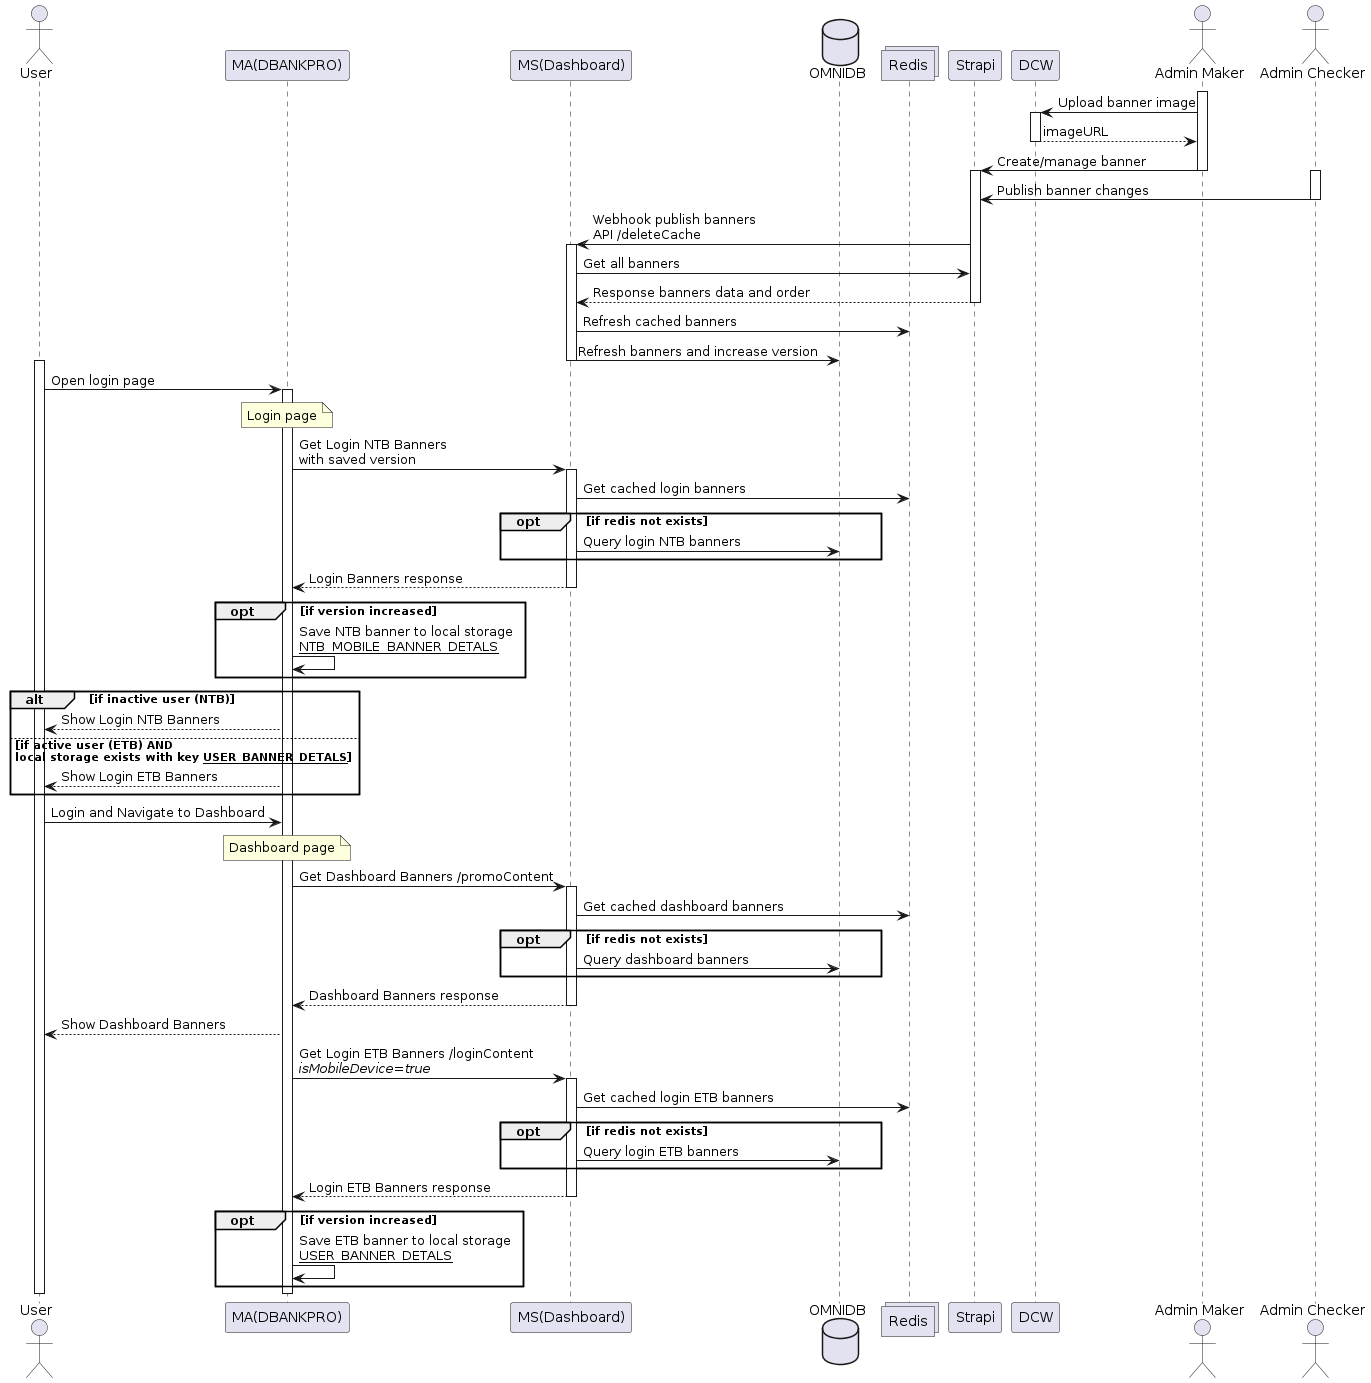 User
MA(DBANKPRO)
MS(Dashboard)
OMNIDB
Redis
Strapi
DCW
Admin Maker
Admin Checker
Upload banner image
imageURL
Create/manage banner
Publish banner changes
Webhook publish banners
API /deleteCache
Get all banners
Response banners data and order
Refresh cached banners
Refresh banners and increase version
Open login page
Login page
Get Login NTB Banners
with saved version
Get cached login banners
opt [if redis not exists]
Query login NTB banners
Login Banners response
opt [if version increased]
Save NTB banner to local storage
NTB_MOBILE_BANNER_DETALS
alt [if inactive user (NTB)]
Show Login NTB Banners
[if active user (ETB) AND
local storage exists with key USER_BANNER_DETALS]
Show Login ETB Banners
Login and Navigate to Dashboard
Dashboard page
Get Dashboard Banners /promoContent
Get cached dashboard banners
opt [if redis not exists]
Query dashboard banners
Dashboard Banners response
Show Dashboard Banners
Get Login ETB Banners /loginContent
isMobileDevice=true
Get cached login ETB banners
opt [if redis not exists]
Query login ETB banners
Login ETB Banners response
opt [if version increased]
Save ETB banner to local storage
USER_BANNER_DETALS
User
MA(DBANKPRO)
MS(Dashboard)
OMNIDB
Redis
Strapi
DCW
Admin Maker
Admin Checker